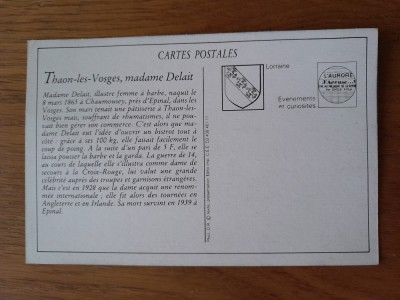 CARTES POSTALES
Thaon-les-Vosges, madame Delait
Madame Delait, illustre femme à barbe, naquit le
8 mars 1865 à Chaumousey, près d'Epinal, dans les
Vosges. Son mari tenait une pâtisserie à Thaon-les-
Vosges mais, souffrant de rhumatismes, il ne pou-
vait bien gérer son commerce. C'est alors que ma-
dame Delait eut l'idée d'ouvrir un bistrot tout à
côté : grâce à ses 100 kg, elle faisait facilement le
coup de poing. A la suite d'un pari de 5 F, elle se
laissa pousser la barbe et la garda. La guerre de 14,
au cours de laquelle elle s'illustra comme dame de
secours à la Croix-Rouge, lui valut une grande
célébrité auprès des troupes et garnisons étrangères.
Mais c'est en 1928 que la dame acquit une renom-
mée internationale ; elle fit alors des tournées en
Angleterre et en Irlande. Sa mort survint en 1939 à
Epinal.
Lorraine
Evénements
et curiosités
L'AURORE
J'Accuse...!